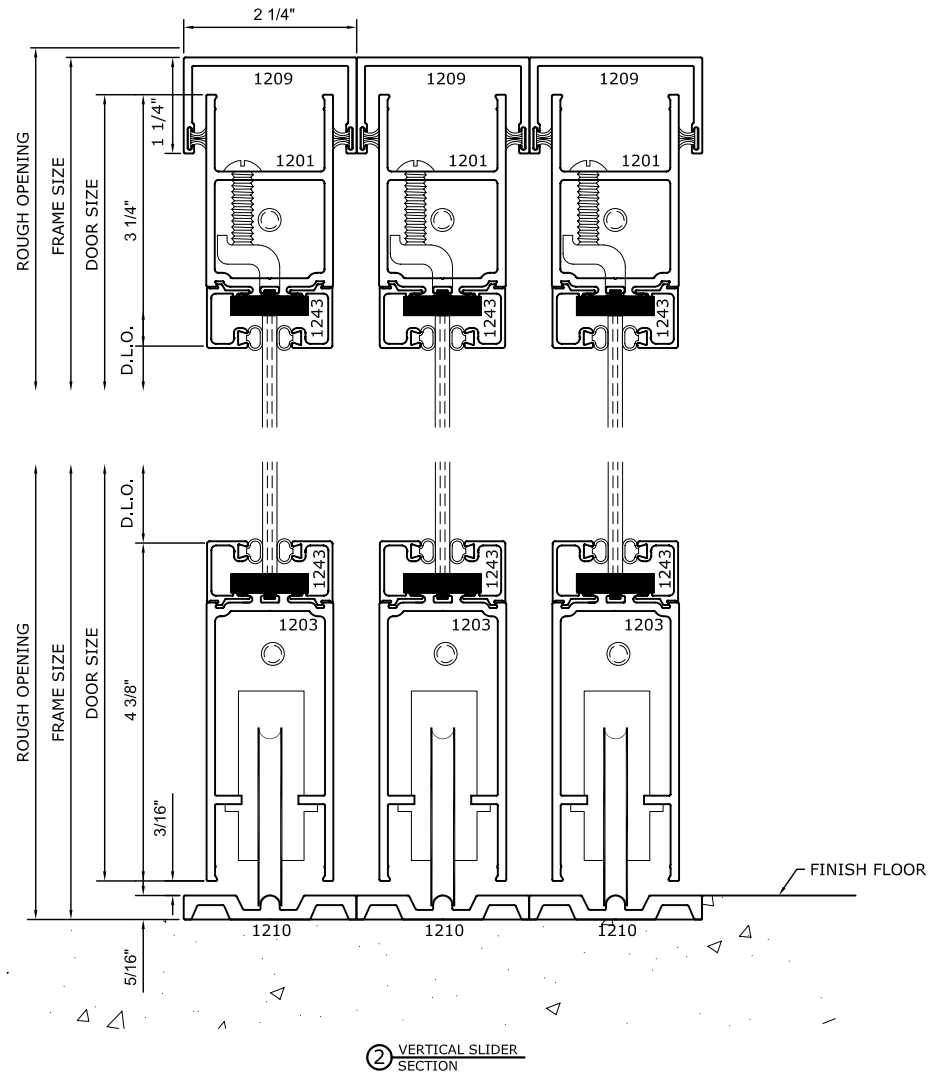 2 1/4"
1209
1209
1209
1 1/4"
1201
1201
1201
ROUGH OPENING
FRAME SIZE
DOOR SIZE
3 1/4"
1243
1243
1243
D.L.O.
D.L.O.
1243
1243
1243
1203
1203
1203
ROUGH OPENING
FRAME SIZE
DOOR SIZE
4 3/8"
3/16"
FINISH FLOOR
1210
1210
1210
5/16"
2
VERTICAL SLIDER
SECTION